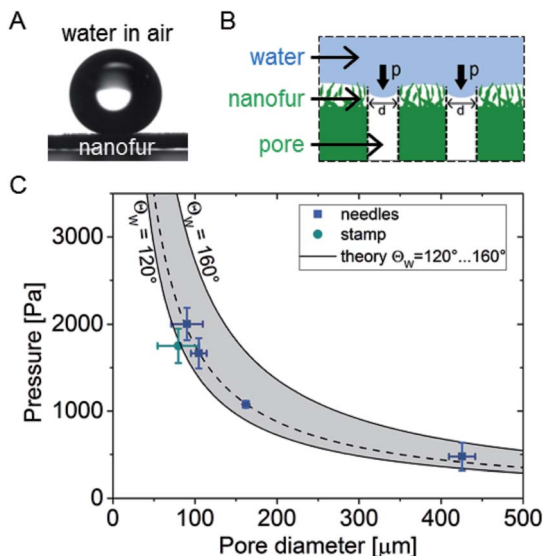 A
water in air
nanofur
B
water
nanofur
pore
p
p
d
d
C
Pressure [Pa]
3000
2000
1000
0
0
100
200
300
400
500
Pore diameter [µm]
Θw = 120°
Θw = 160°
needles
stamp
theory Θw=120°...160°